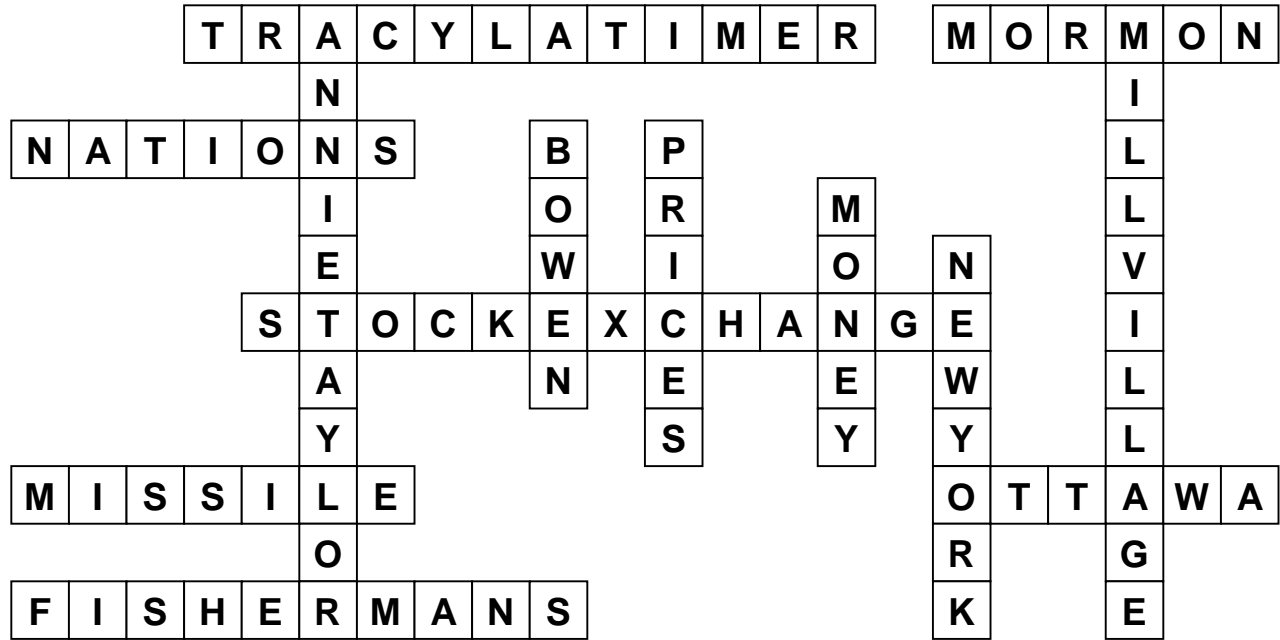 TRACYLATIMER
ANNIETAYLOR
MORMON
MILLVILLAGE
NATIONS
BOWEN
PRICES
MONEY
NEWYORK
STOCKEXCHANGE
MISSILE
OTTAWA
FISHERMANS